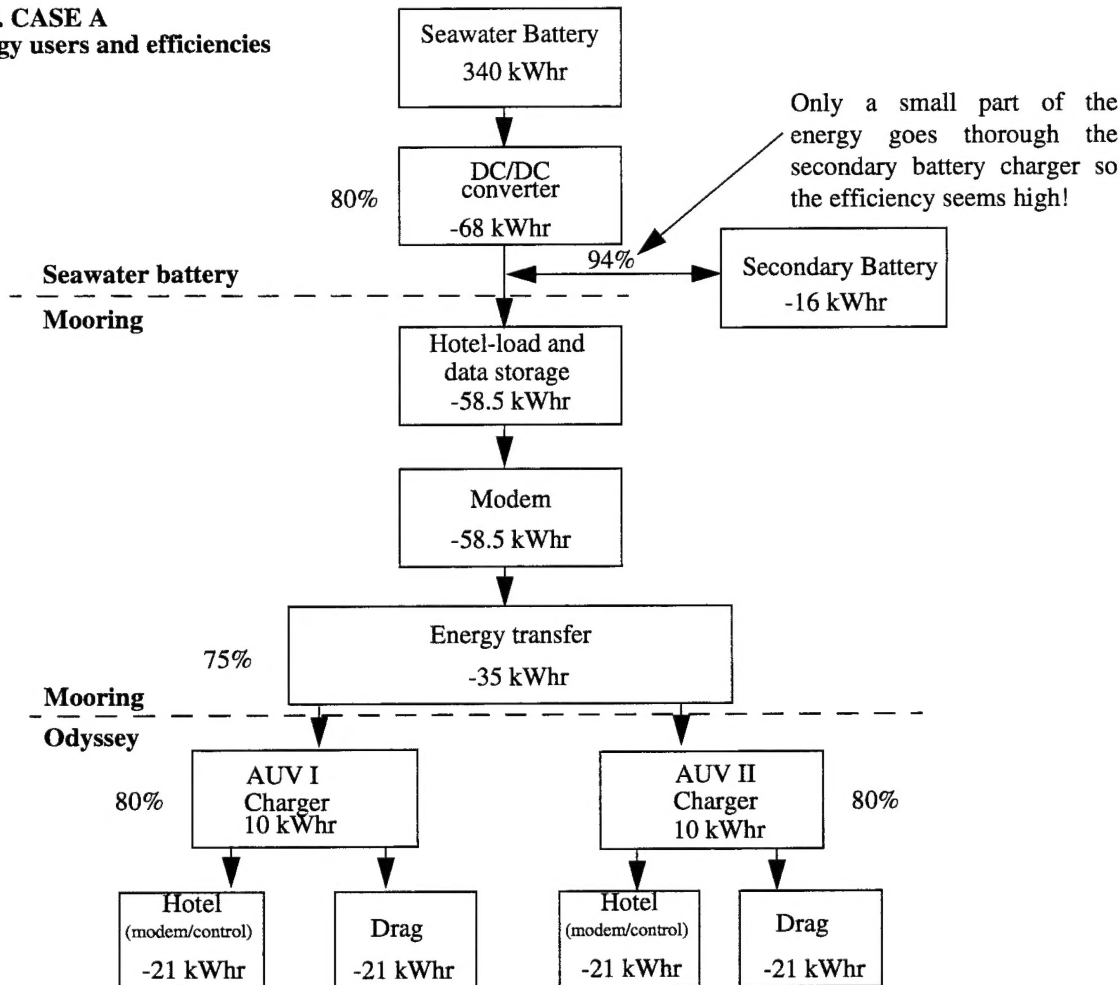 . CASE A
gy users and efficiencies
Seawater Battery
340 kWhr
Only a small part of the
energy goes thorough the
secondary battery charger so
the efficiency seems high!
80%
DC/DC
converter
-68 kWhr
94%
Secondary Battery
-16 kWhr
Seawater battery
Mooring
Hotel-load and
data storage
-58.5 kWhr
Modem
-58.5 kWhr
75%
Energy transfer
-35 kWhr
Mooring
Odyssey
80%
AUV I
Charger
10 kWhr
AUV II
Charger
10 kWhr
80%
Hotel
(modem/control)
-21 kWhr
Drag
-21 kWhr
Hotel
(modem/control)
-21 kWhr
Drag
-21 kWhr